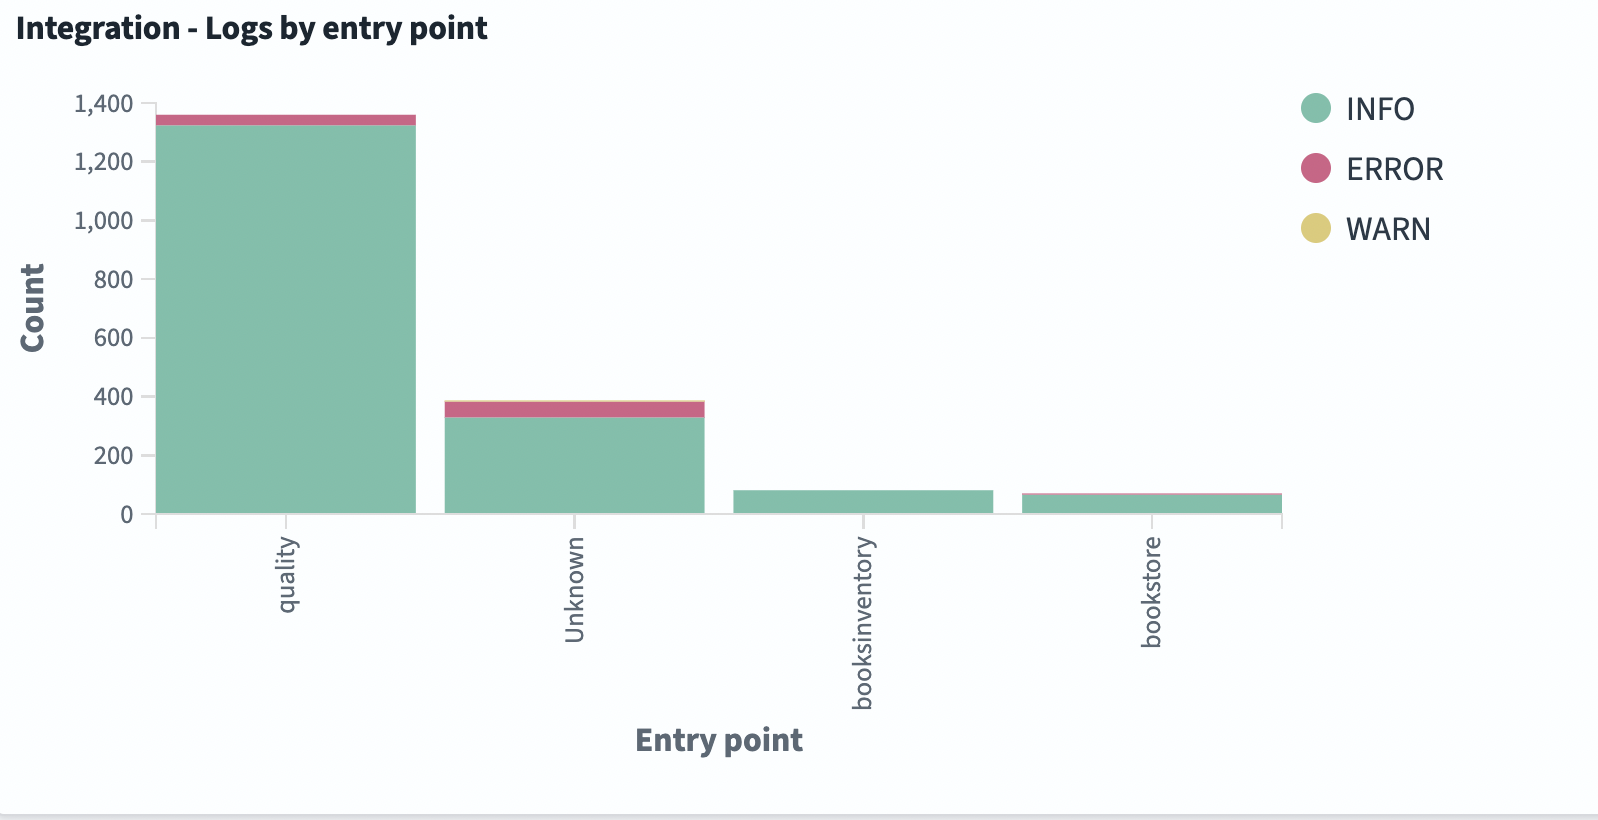 Integration - Logs by entry point
INFO
ERROR
WARN
Count
1,400
1,200
1,000
800
600
400
200
0
quality
Unknown
booksinventory
bookstore
Entry point